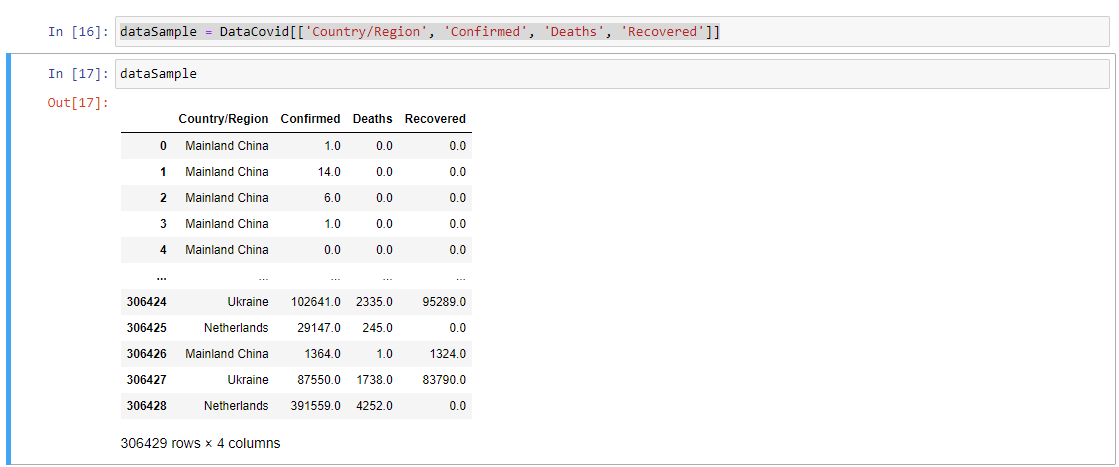 In [16]: dataSample = DataCovid[['Country/Region', 'Confirmed', 'Deaths', 'Recovered']]
In [17]: dataSample
Out[17]:
Country/Region Confirmed Deaths Recovered
0 Mainland China 1.0 0.0 0.0
1 Mainland China 14.0 0.0 0.0
2 Mainland China 6.0 0.0 0.0
3 Mainland China 1.0 0.0 0.0
4 Mainland China 0.0 0.0 0.0
... ... ... ... ...
306424 Ukraine 102641.0 2335.0 95289.0
306425 Netherlands 29147.0 245.0 0.0
306426 Mainland China 1364.0 1.0 1324.0
306427 Ukraine 87550.0 1738.0 83790.0
306428 Netherlands 391559.0 4252.0 0.0
306429 rows × 4 columns